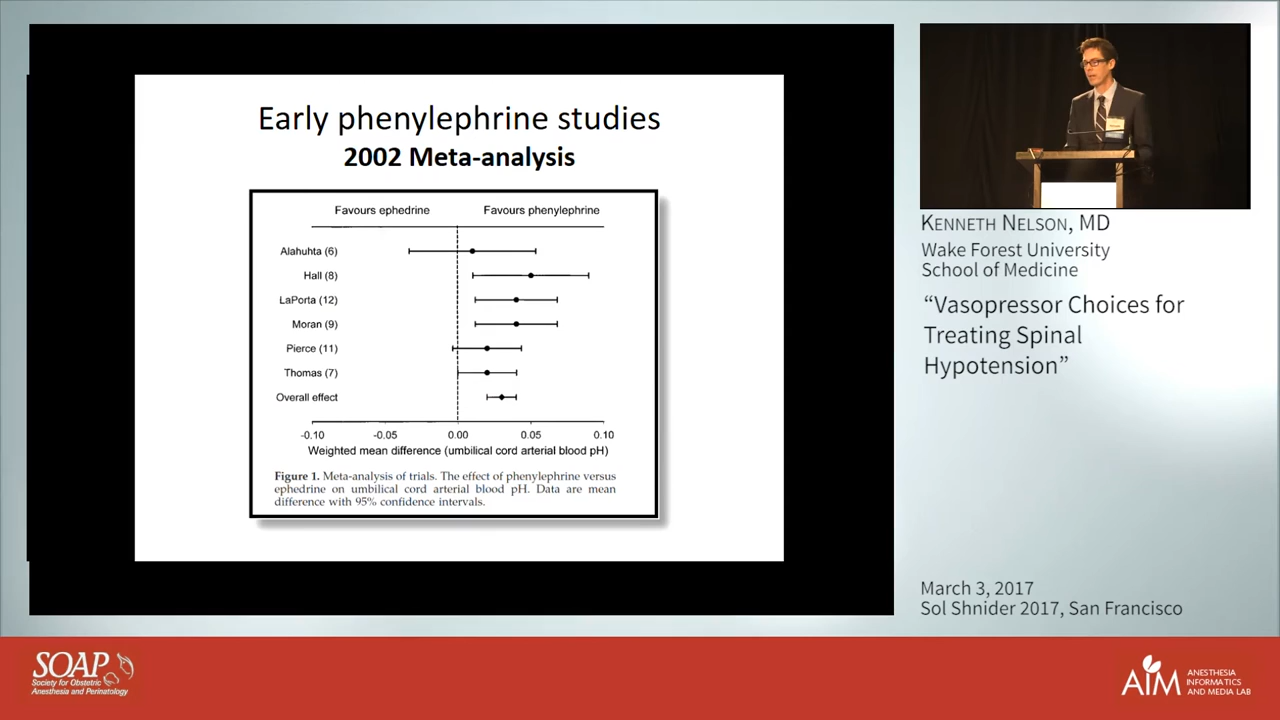 Early phenylephrine studies
2002 Meta-analysis
Favours ephedrine Favours phenylephrine
Alahuhta (6)
Hall (8)
LaPorta (12)
Moran (9)
Pierce (11)
Thomas (7)
Overall effect
-0.10 -0.05 0.00 0.05 0.10
Weighted mean difference (umbilical cord arterial blood pH)
Figure 1. Meta-analysis of trials. The effect of phenylephrine versus
ephedrine on umbilical cord arterial blood pH. Data are mean
difference with 95% confidence intervals.
KENNETH NELSON, MD
Wake Forest University
School of Medicine
“Vasopressor Choices for
Treating Spinal
Hypotension”
March 3, 2017
Sol Shnider 2017, San Francisco
SOAP
Society for Obstetric
Anesthesia and Perinatology
AIM
ANESTHESIA
INFORMATICS
AND MEDIA LAB